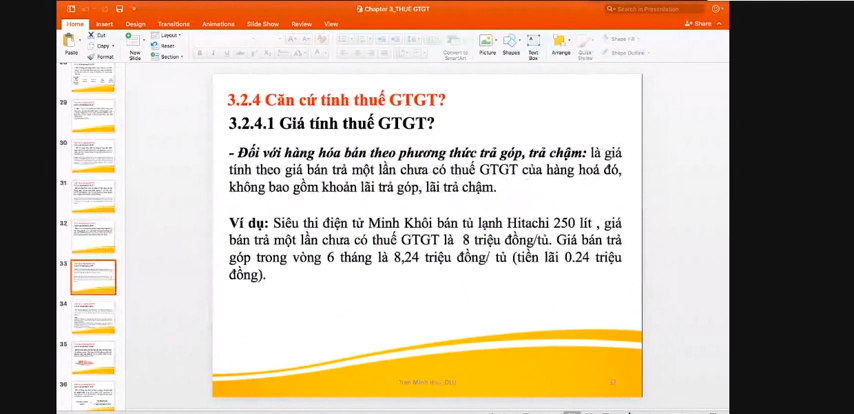 Chapter 3_THUẾ GTGT
Search in Presentation
Home
Insert
Design
Transitions
Animations
Slide Show
Review
View
Share
Paste
Cut
Copy
Format
New
Slide
Layout
Reset
Section
Convert to
SmartArt
Picture
Shapes
Text
Box
Arrange
Quick
Styles
Shape Fill
Shape Outline
29
30
31
32
33
34
35
36
3.2.4 Căn cứ tính thuế GTGT?
3.2.4.1 Giá tính thuế GTGT?
- Đối với hàng hóa bán theo phương thức trả góp, trả chậm: là giá
tính theo giá bán trả một lần chưa có thuế GTGT của hàng hoá đó,
không bao gồm khoản lãi trả góp, lãi trả chậm.
Ví dụ: Siêu thi điện tử Minh Khôi bán tủ lạnh Hitachi 250 lít , giá
bán trả một lần chưa có thuế GTGT là 8 triệu đồng/tủ. Giá bán trả
góp trong vòng 6 tháng là 8,24 triệu đồng/ tủ (tiền lãi 0.24 triệu
đồng).